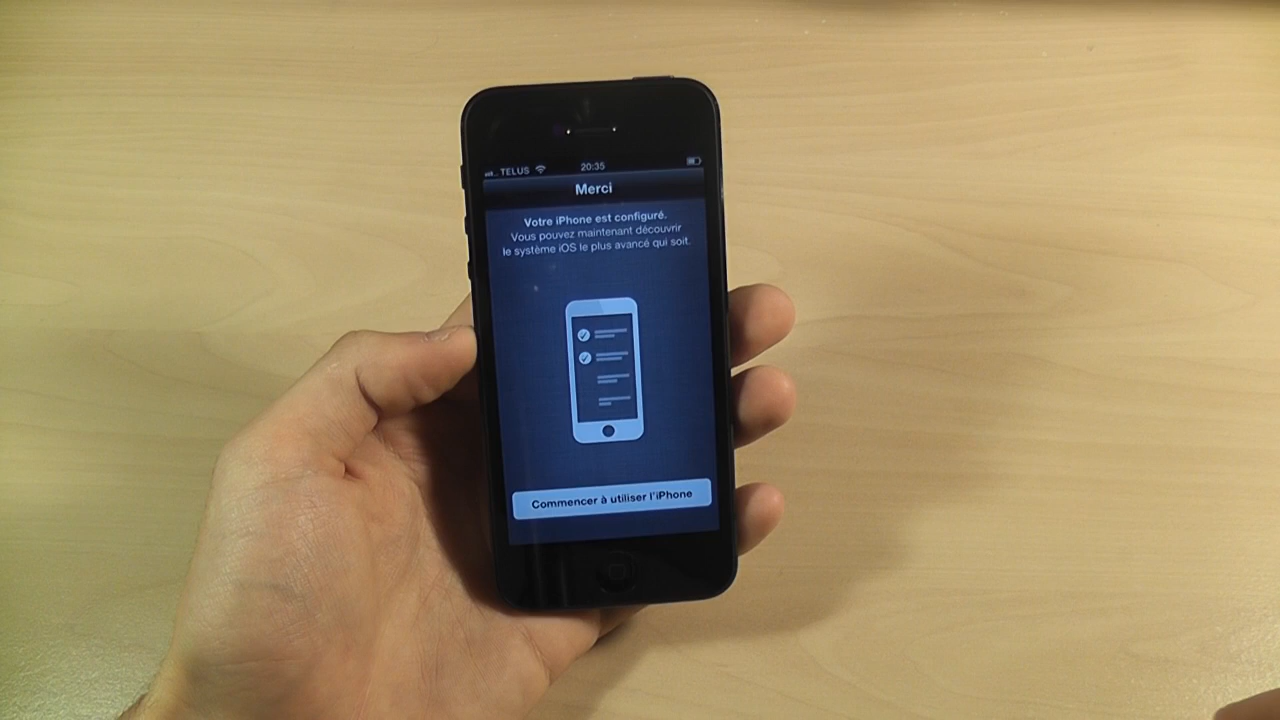 TELUS 20:35
Merci
Votre iPhone est configuré.
Vous pouvez maintenant découvrir
le système iOS le plus avancé qui soit.
Commencer à utiliser l'iPhone